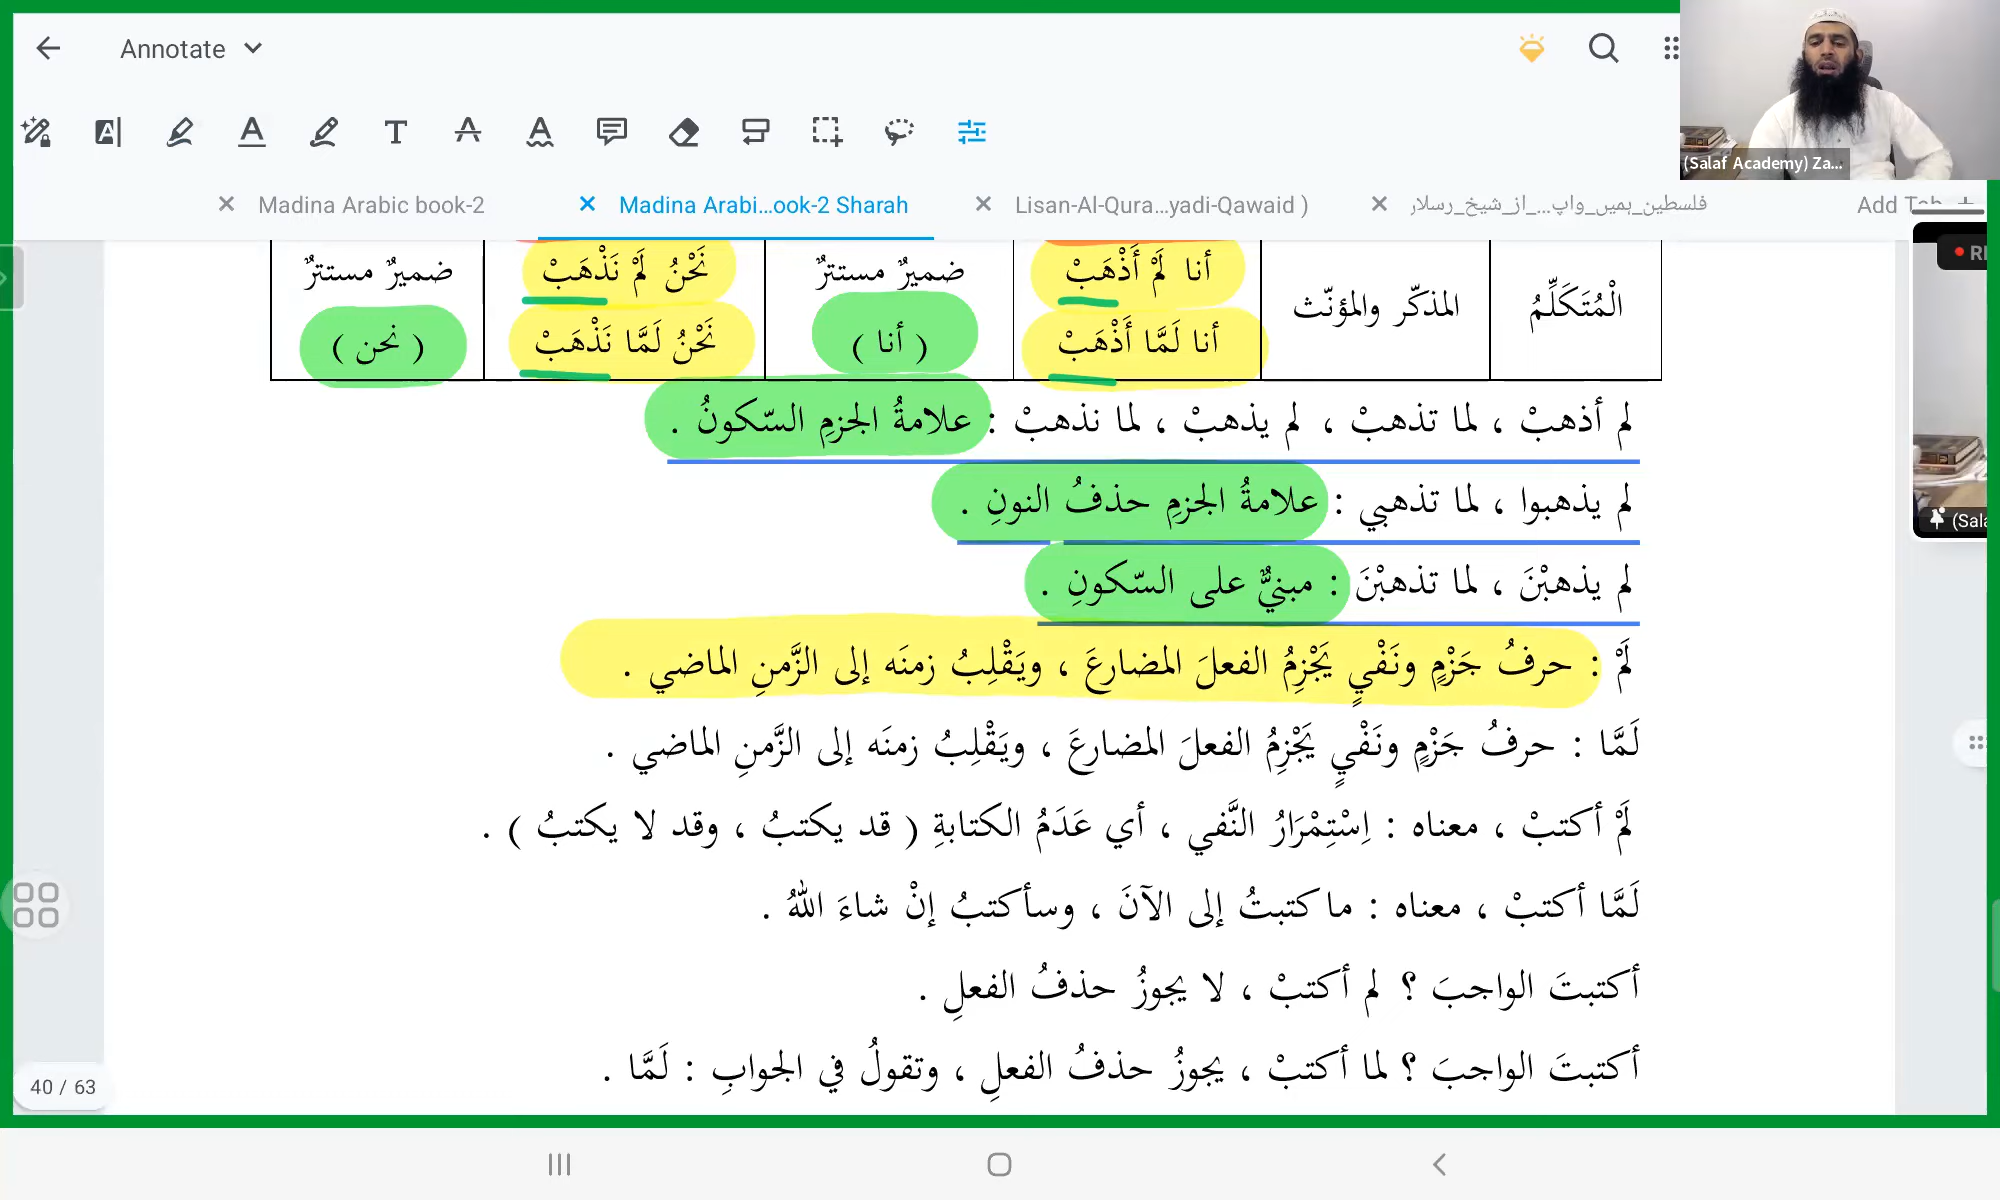 Annotate
(Salaf Academy) Za...
Madina Arabic book-2
Madina Arabi...ook-2 Sharah
Lisan-Al-Qura...yadi-Qawaid )
فلسطين_ہمیں_واپ..._از_شیخ_رسلار
الْمُتَكَلِّمُ
المذكّر والمؤنّث
أنا لَمْ أَذْهَبْ
أنا لَمَّا أَذْهَبْ
ضميرٌ مستترٌ
( أنا )
نَحْنُ لَمْ نَذْهَبْ
نَحْنُ لَمَّا نَذْهَبْ
ضميرٌ مستترٌ
( نحن )
لم أذهبْ ، لما تذهبْ ، لم يذهبْ ، لما نذهبْ : علامةُ الجزمِ السّكونُ .
لم يذهبوا ، لما تذهبي : علامةُ الجزمِ حذفُ النونِ .
لم يذهبْنَ ، لما تذهبْنَ : مبنيٌّ على السّكونِ .
لَمْ : حرفُ جَزْمٍ ونَفْيٍ يَجْزِمُ الفعلَ المضارعَ ، ويَقْلِبُ زمنَه إلى الزَّمنِ الماضي .
لَمَّا : حرفُ جَزْمٍ ونَفْيٍ يَجْزِمُ الفعلَ المضارعَ ، ويَقْلِبُ زمنَه إلى الزَّمنِ الماضي .
لَمْ أكتبْ ، معناه : اِسْتِمْرَارُ النَّفي ، أي عَدَمُ الكتابةِ ( قد يكتبُ ، وقد لا يكتبُ ) .
لَمَّا أكتبْ ، معناه : ما كتبتُ إلى الآنَ ، وسأكتبُ إنْ شاءَ اللهُ .
أكتبتَ الواجبَ ؟ لم أكتبْ ، لا يجوزُ حذفُ الفعلِ .
أكتبتَ الواجبَ ؟ لما أكتبْ ، يجوزُ حذفُ الفعلِ ، وتقولُ في الجوابِ : لَمَّا .
40 / 63
(Sala